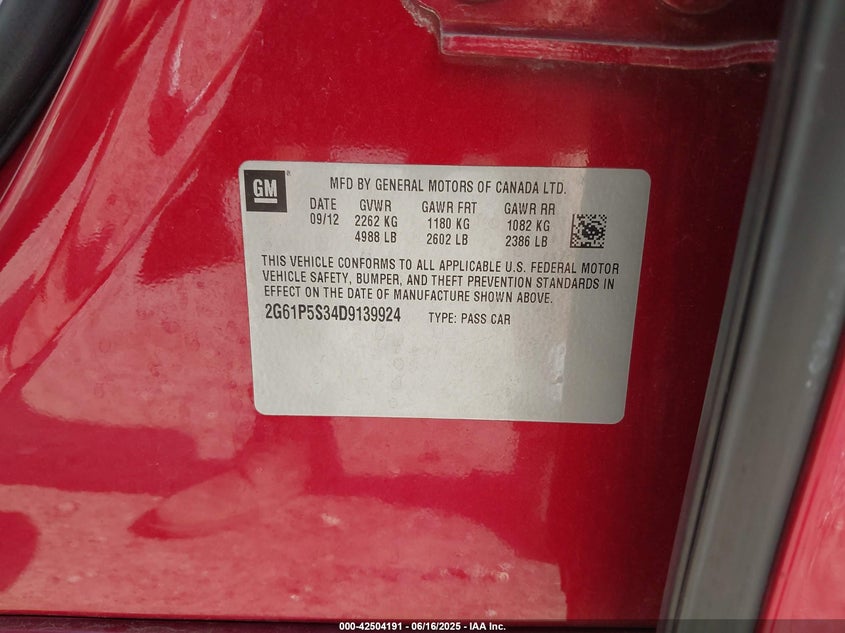 GM
MFD BY GENERAL MOTORS OF CANADA LTD.
DATE GVWR GAWR FRT GAWR RR
09/12 2262 KG 1180 KG 1082 KG
4988 LB 2602 LB 2386 LB
THIS VEHICLE CONFORMS TO ALL APPLICABLE U.S. FEDERAL MOTOR
VEHICLE SAFETY, BUMPER, AND THEFT PREVENTION STANDARDS IN
EFFECT ON THE DATE OF MANUFACTURE SHOWN ABOVE.
2G61P5S34D9139924 TYPE: PASS CAR
000-42504191 - 06/16/2025 - IAA Inc.